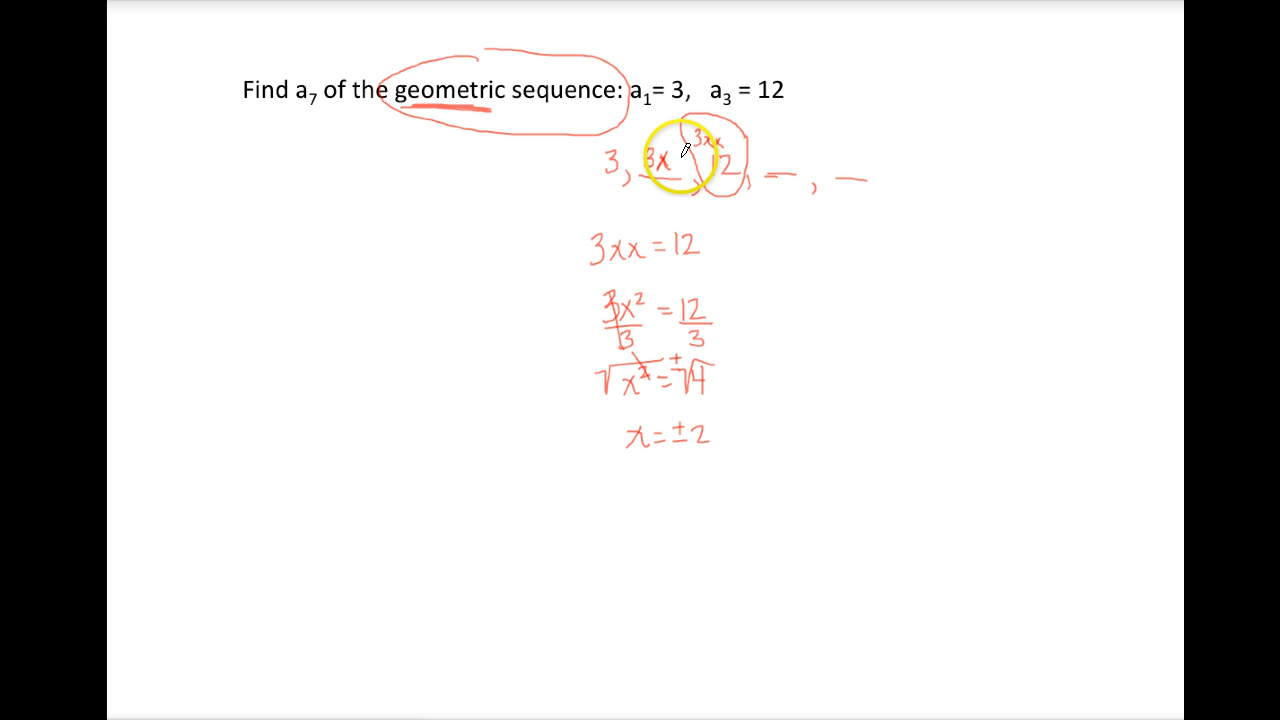 Find a₇ of the geometric sequence: a₁= 3, a₃ = 12
3xx
3, 3x, 12, __, __
3xx = 12
3x² = 12
3 3
√x² = ±√4
x = ±2